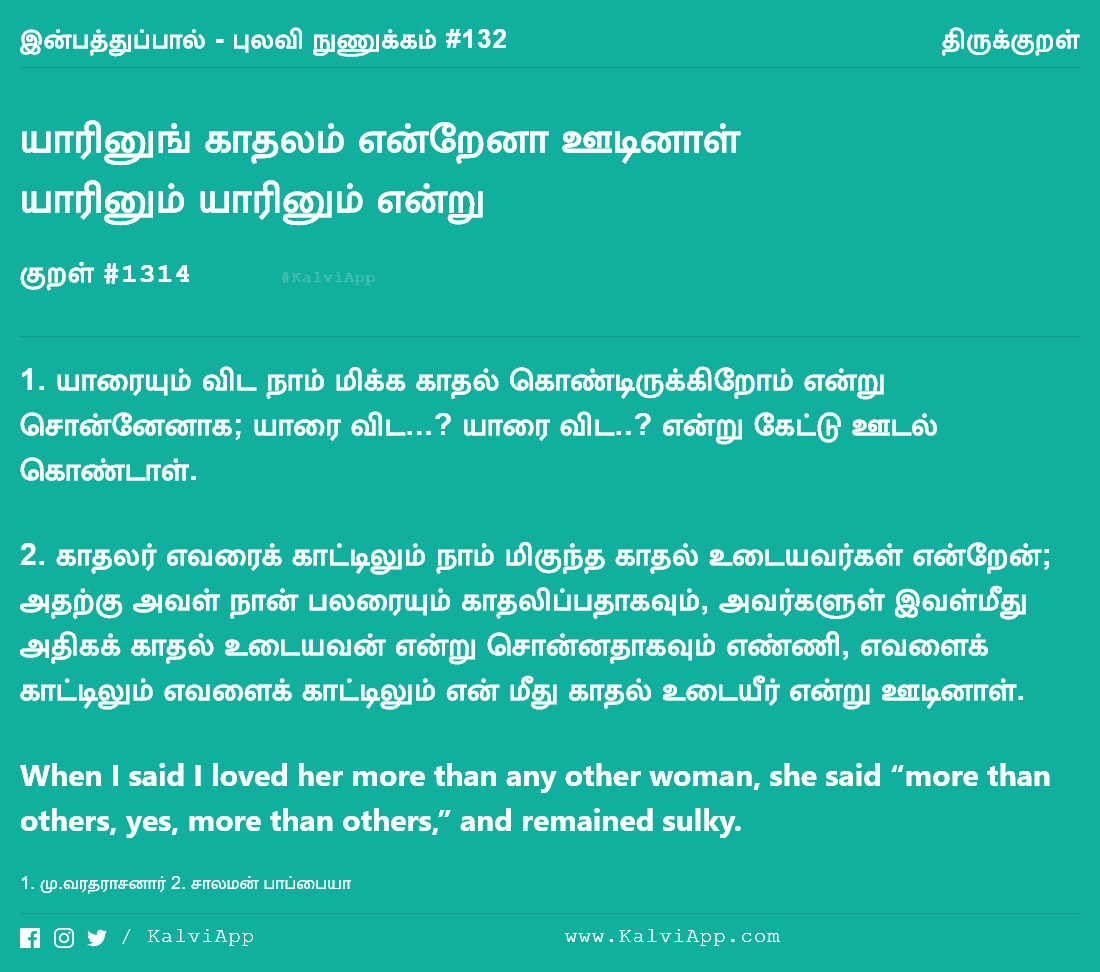 இன்பத்துப்பால் - புலவி நுணுக்கம் #132
திருக்குறள்
யாரினுங் காதலம் என்றேனா ஊடினாள்
யாரினும் யாரினும் என்று
குறள் #1314
#KalviApp
1. யாரையும் விட நாம் மிக்க காதல் கொண்டிருக்கிறோம் என்று
சொன்னேனாக; யாரை விட...? யாரை விட..? என்று கேட்டு ஊடல்
கொண்டாள்.
2. காதலர் எவரைக் காட்டிலும் நாம் மிகுந்த காதல் உடையவர்கள் என்றேன்;
அதற்கு அவள் நான் பலரையும் காதலிப்பதாகவும், அவர்களுள் இவள்மீது
அதிகக் காதல் உடையவன் என்று சொன்னதாகவும் எண்ணி, எவளைக்
காட்டிலும் எவளைக் காட்டிலும் என் மீது காதல் உடையீர் என்று ஊடினாள்.
When I said I loved her more than any other woman, she said “more than
others, yes, more than others,” and remained sulky.
1. மு.வரதராசனார் 2. சாலமன் பாப்பையா
/ KalviApp
www.KalviApp.com